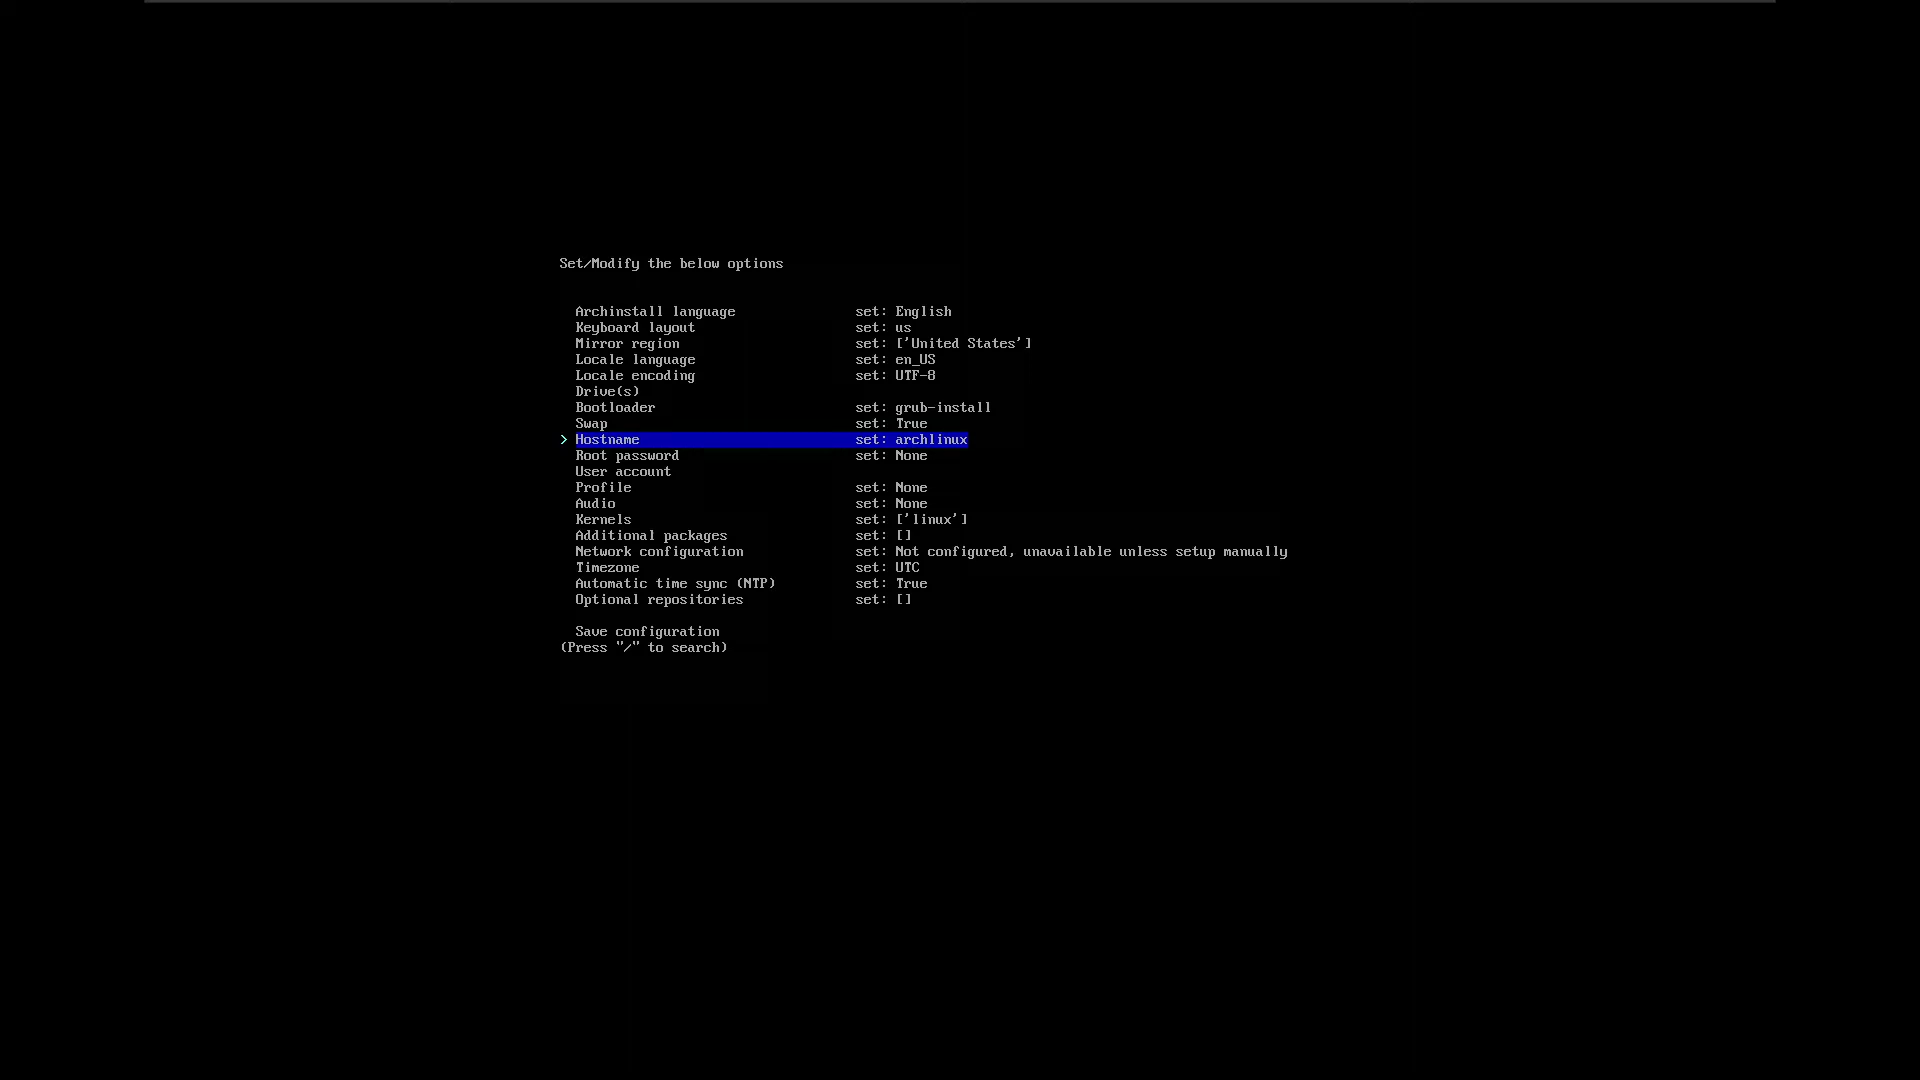 Set/Modify the below options
Archinstall language set: English
Keyboard layout set: us
Mirror region set: ['United States']
Locale language set: en_US
Locale encoding set: UTF-8
Drive(s)
Bootloader set: grub-install
Swap set: True
> Hostname set: archlinux
Root password set: None
User account
Profile set: None
Audio set: None
Kernels set: ['linux']
Additional packages set: []
Network configuration set: Not configured, unavailable unless setup manually
Timezone set: UTC
Automatic time sync (NTP) set: True
Optional repositories set: []
Save configuration
(Press "/" to search)